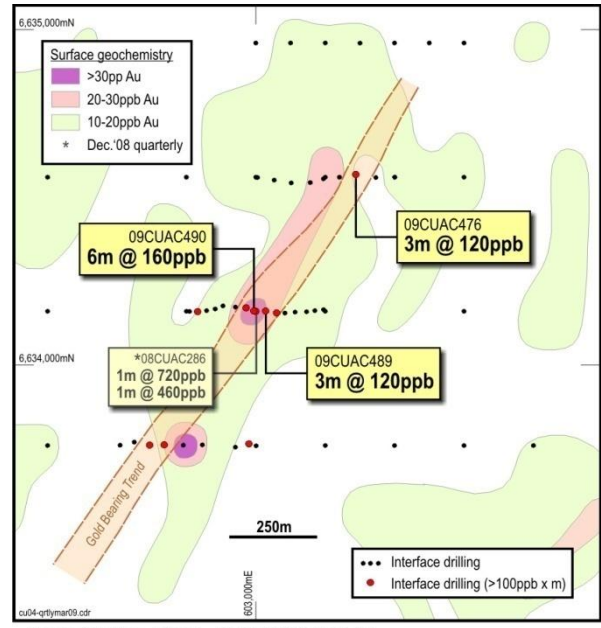 6,635,000mN
Surface geochemistry
>30pp Au
20-30ppb Au
10-20ppb Au
* Dec.'08 quarterly
09CUAC490
6m @ 160ppb
09CUAC476
3m @ 120ppb
6,634,000mN
*08CUAC286
1m @ 720ppb
1m @ 460ppb
09CUAC489
3m @ 120ppb
Gold Bearing Trend
250m
Interface drilling
Interface drilling (>100ppb x m)
603,000mE
cu04-qrtlymar09.cdr